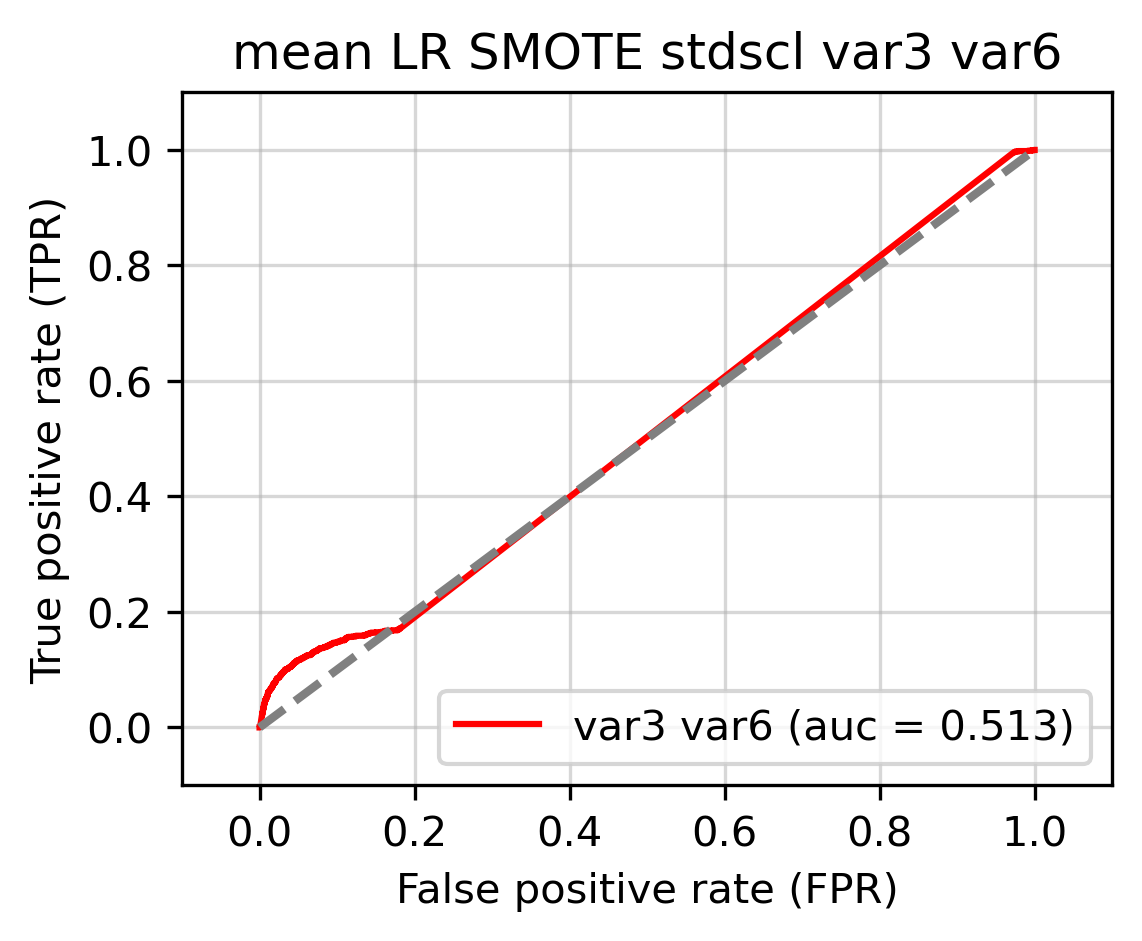 mean LR SMOTE stdscl var3 var6
True positive rate (TPR)
1.0
0.8
0.6
0.4
0.2
0.0
var3 var6 (auc = 0.513)
0.0 0.2 0.4 0.6 0.8 1.0
False positive rate (FPR)